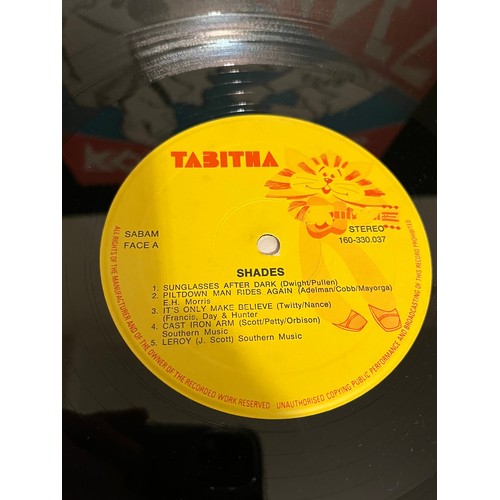 TABITHA
SABAM
FACE A
STEREO
160-330.037
SHADES
1. SUNGLASSES AFTER DARK (Dwight/Pullen)
2. PILTDOWN MAN RIDES AGAIN (Adelman/Cobb/Mayorga)
E.H. Morris
3. IT'S ONLY MAKE BELIEVE (Twitty/Nance)
(Francis, Day & Hunter
4. CAST IRON ARM (Scott/Petty/Orbison)
Southern Music
5. LEROY (J. Scott) Southern Music
ALL RIGHTS OF THE MANUFACTURER AND OF THE OWNER OF THE RECORDED WORK RESERVED UNAUTHORISED COPYING PUBLIC PERFORMANCE AND BROADCASTING OF THIS RECORD PROHIBITED